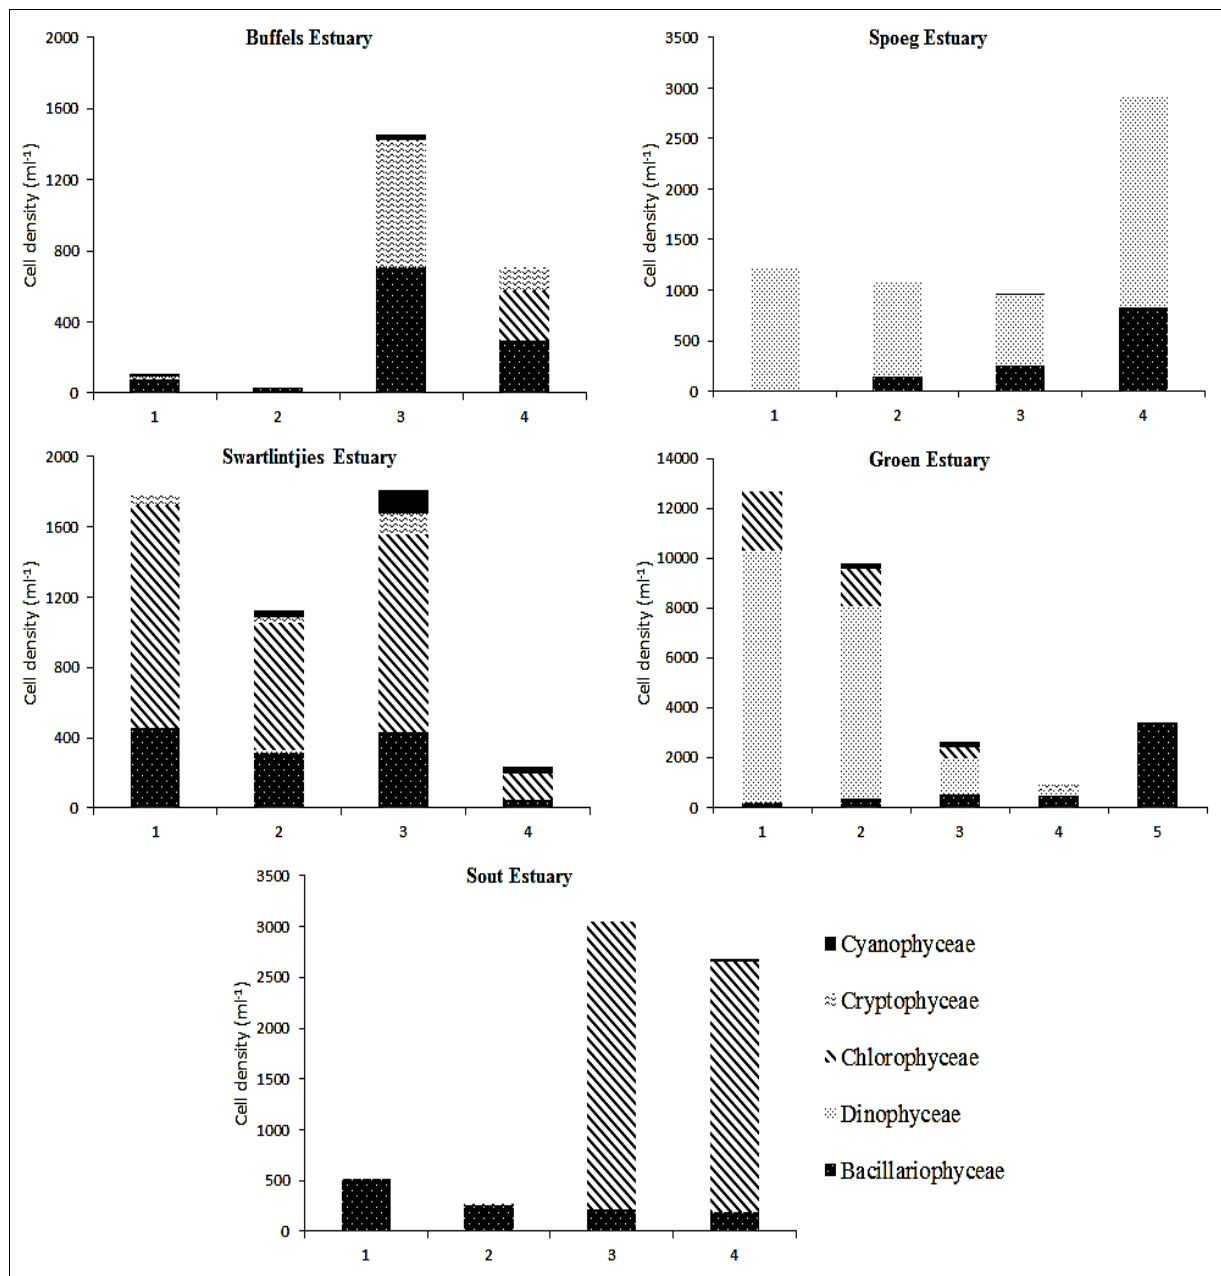 Buffels Estuary
Cell density (ml-1)
2000
1600
1200
800
400
0
1 2 3 4
Spoeg Estuary
Cell density (ml-1)
3500
3000
2500
2000
1500
1000
500
0
1 2 3 4
Swartlintjies Estuary
Cell density (ml-1)
2000
1600
1200
800
400
0
1 2 3 4
Groen Estuary
Cell density (ml-1)
14000
12000
10000
8000
6000
4000
2000
0
1 2 3 4 5
Sout Estuary
Cell density (ml-1)
3500
3000
2500
2000
1500
1000
500
0
1 2 3 4
Cyanophyceae
Cryptophyceae
Chlorophyceae
Dinophyceae
Bacillariophyceae